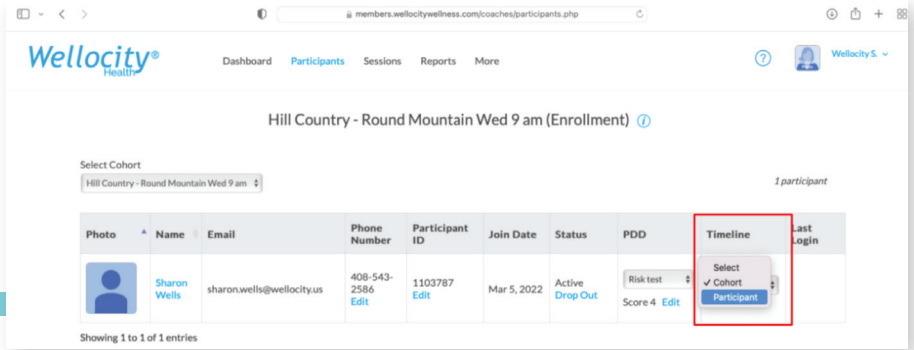 members.wellocitywellness.com/coaches/participants.php
Wellocity®
Health
Dashboard Participants Sessions Reports More
? Wellocity S.
Hill Country - Round Mountain Wed 9 am (Enrollment) i
Select Cohort
Hill Country - Round Mountain Wed 9 am
1 participant
Photo Name Email Phone Number Participant ID Join Date Status PDD Timeline Last Login
Sharon Wells sharon.wells@wellocity.us 408-543-2586 Edit 1103787 Edit Mar 5, 2022 Active Drop Out Risk test Score 4 Edit
Select
✓ Cohort
Participant
Showing 1 to 1 of 1 entries